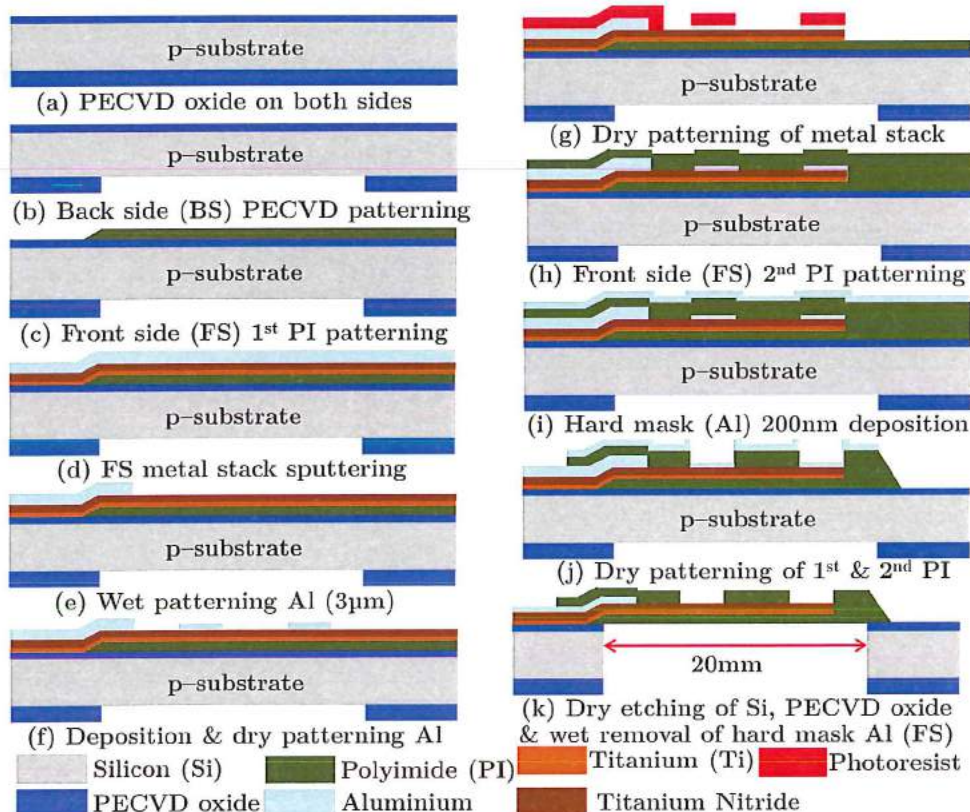 p–substrate
(a) PECVD oxide on both sides
p–substrate
(b) Back side (BS) PECVD patterning
p–substrate
(c) Front side (FS) 1st PI patterning
p–substrate
(d) FS metal stack sputtering
p–substrate
(e) Wet patterning Al (3µm)
p–substrate
(f) Deposition & dry patterning Al
p–substrate
(g) Dry patterning of metal stack
p–substrate
(h) Front side (FS) 2nd PI patterning
p–substrate
(i) Hard mask (Al) 200nm deposition
p–substrate
(j) Dry patterning of 1st & 2nd PI
20mm
(k) Dry etching of Si, PECVD oxide
& wet removal of hard mask Al (FS)
Silicon (Si) Polyimide (PI) Titanium (Ti) Photoresist
PECVD oxide Aluminium Titanium Nitride